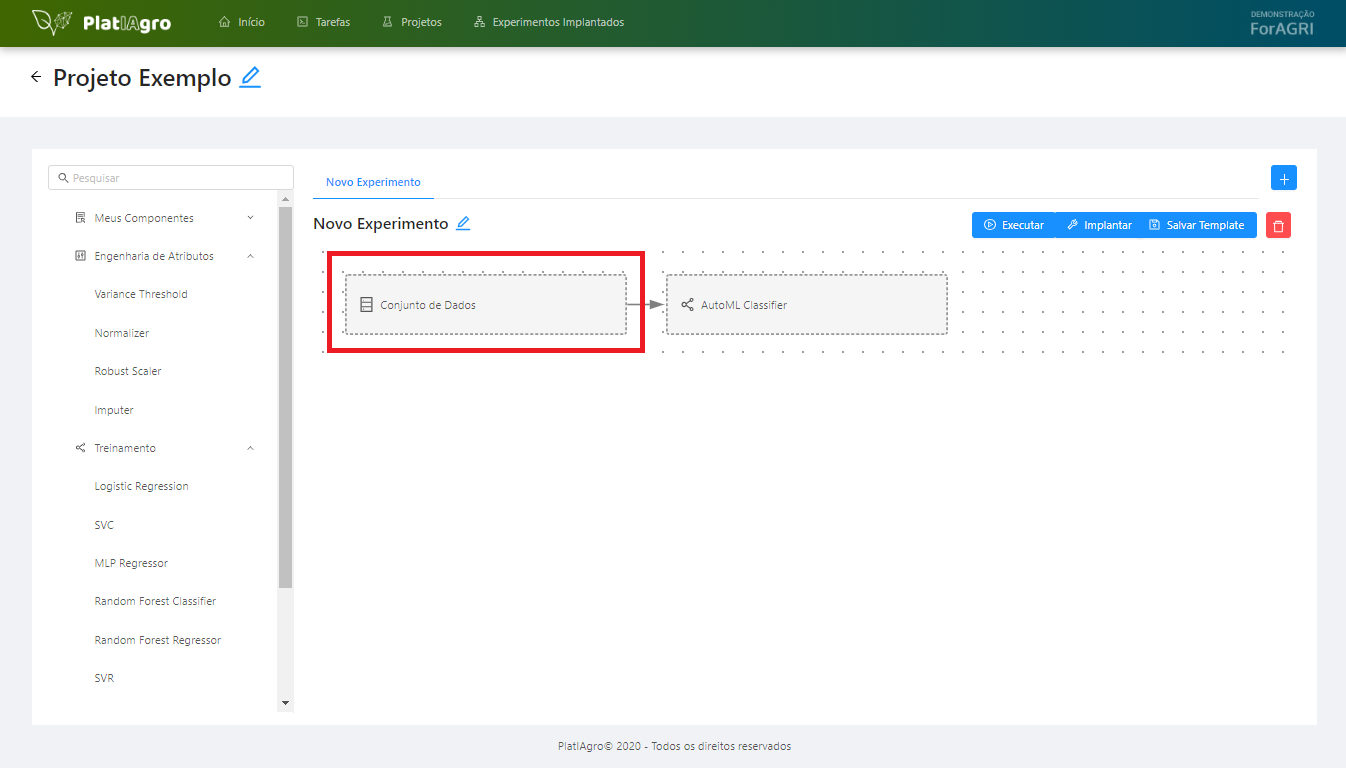 PlatIAgro
Início
Tarefas
Projetos
Experimentos Implantados
DEMONSTRAÇÃO
ForAGRI
Projeto Exemplo
Pesquisar
Meus Componentes
Engenharia de Atributos
Variance Threshold
Normalizer
Robust Scaler
Imputer
Treinamento
Logistic Regression
SVC
MLP Regressor
Random Forest Classifier
Random Forest Regressor
SVR
Novo Experimento
Novo Experimento
Executar
Implantar
Salvar Template
Conjunto de Dados
AutoML Classifier
PlatIAgro© 2020 - Todos os direitos reservados